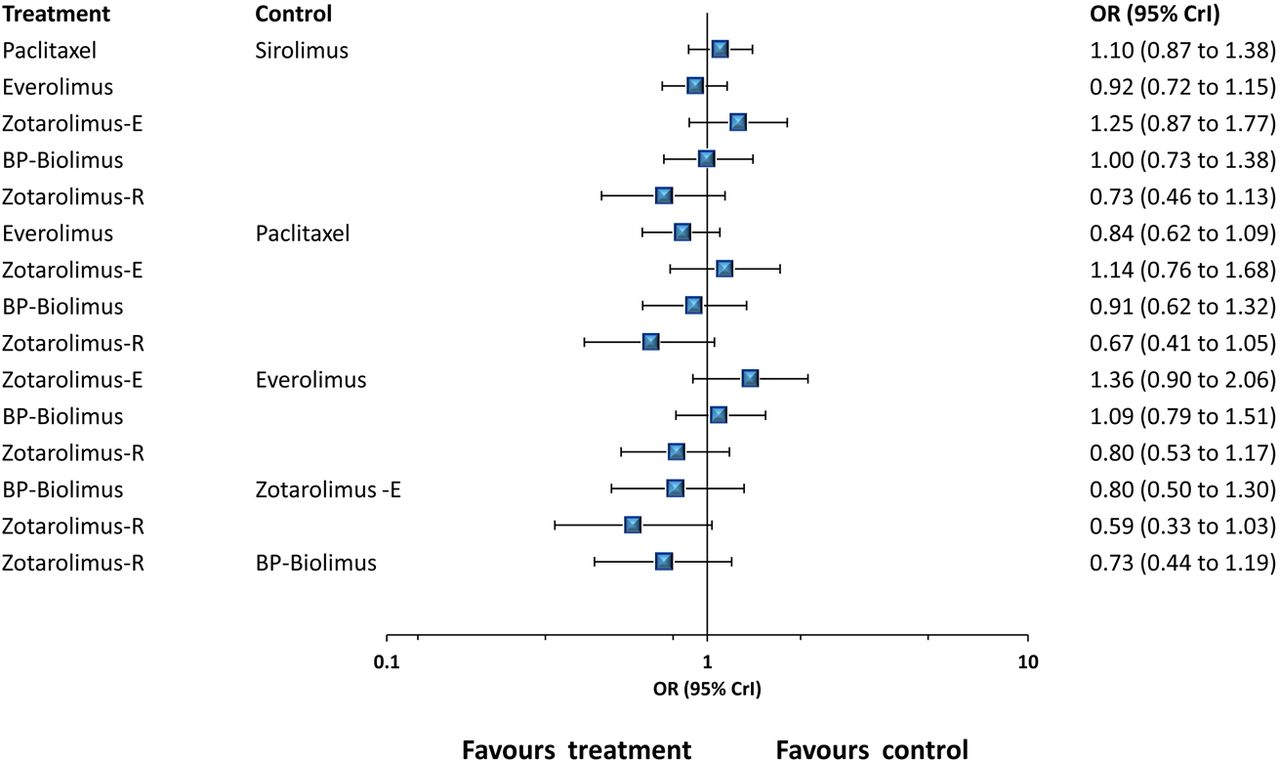 Treatment Control OR (95% CrI)
Paclitaxel Sirolimus 1.10 (0.87 to 1.38)
Everolimus 0.92 (0.72 to 1.15)
Zotarolimus-E 1.25 (0.87 to 1.77)
BP-Biolimus 1.00 (0.73 to 1.38)
Zotarolimus-R 0.73 (0.46 to 1.13)
Everolimus Paclitaxel 0.84 (0.62 to 1.09)
Zotarolimus-E 1.14 (0.76 to 1.68)
BP-Biolimus 0.91 (0.62 to 1.32)
Zotarolimus-R 0.67 (0.41 to 1.05)
Zotarolimus-E Everolimus 1.36 (0.90 to 2.06)
BP-Biolimus 1.09 (0.79 to 1.51)
Zotarolimus-R 0.80 (0.53 to 1.17)
BP-Biolimus Zotarolimus -E 0.80 (0.50 to 1.30)
Zotarolimus-R 0.59 (0.33 to 1.03)
Zotarolimus-R BP-Biolimus 0.73 (0.44 to 1.19)
0.1 1 10
OR (95% CrI)
Favours treatment Favours control